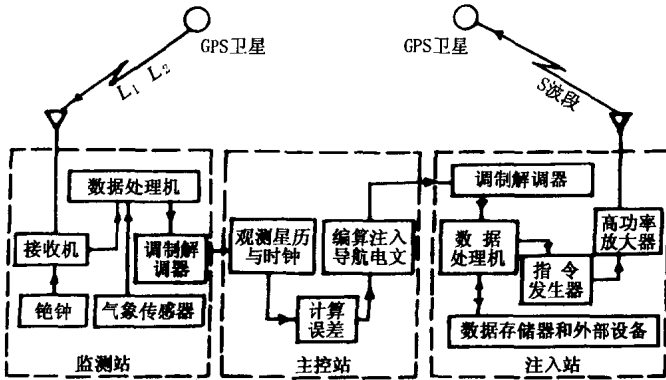 GPS卫星
GPS卫星
L₁ L₂
S波段
数据处理机
接收机
调制解
调器
铯钟
气象传感器
监测站
观测星历
与时钟
编算注入
导航电文
计算
误差
主控站
调制解调器
数据
处理机
指令
发生器
高功率
放大器
数据存储器和外部设备
注入站